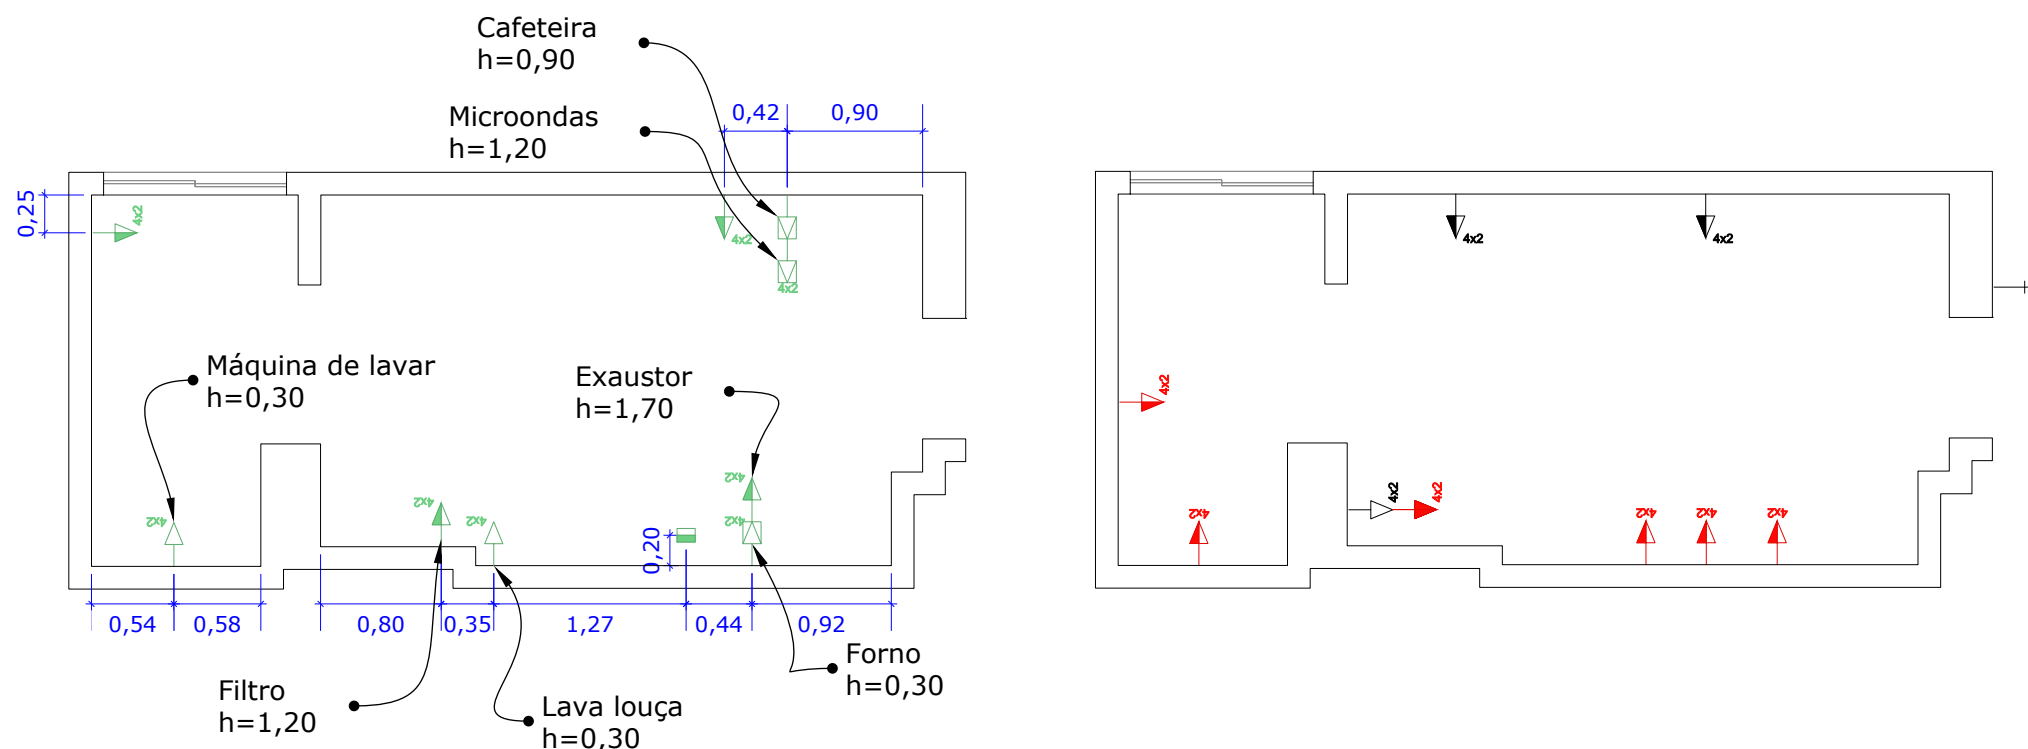 Cafeteira
h=0,90
Microondas
h=1,20
0,42
0,90
0,25
4x2
4x2
4x2
Máquina de lavar
h=0,30
Exaustor
h=1,70
4x2
4x2
4x2
4x2
4x2
0,20
0,54
0,58
0,80
0,35
1,27
0,44
0,92
Filtro
h=1,20
Lava louça
h=0,30
Forno
h=0,30
4x2
4x2
4x2
4x2
4x2
4x2
4x2
4x2
4x2